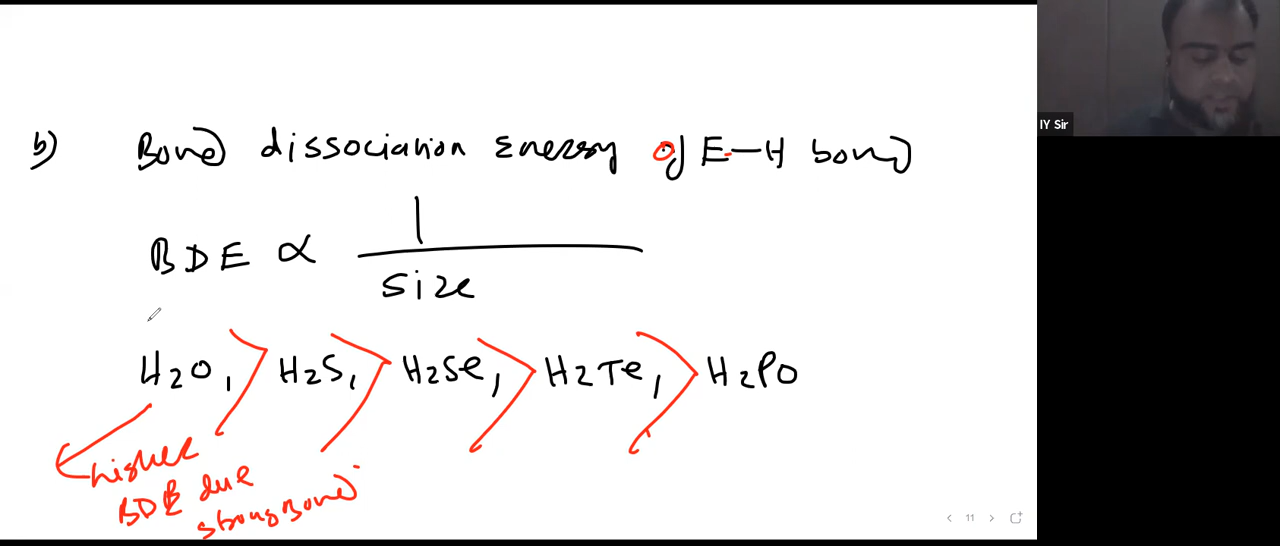 b) Bond dissociation Energy of E-H bond
BDE ∝ 1
size
H2O, > H2S, > H2Se, > H2Te, > H2Po
higher
BDE due
strong Bond
IY Sir
< 11 >